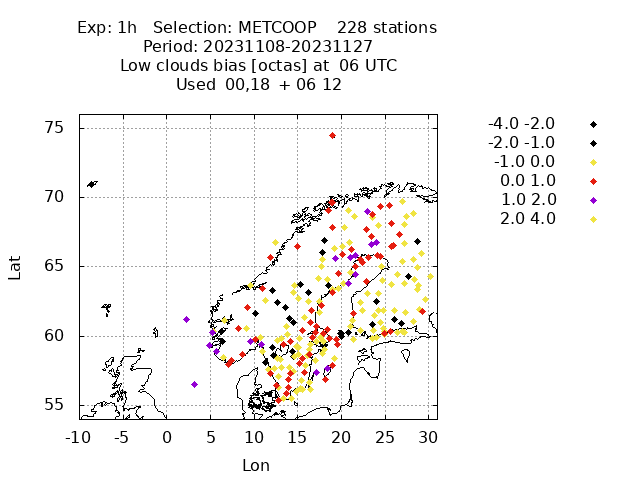 Exp: 1h   Selection: METCOOP    228 stations
Period: 20231108-20231127
Low clouds bias [octas] at  06 UTC
Used  00,18  + 06 12
75
70
65
60
55
Lat
-10 -5 0 5 10 15 20 25 30
Lon
-4.0 -2.0
-2.0 -1.0
-1.0 0.0
0.0 1.0
1.0 2.0
2.0 4.0